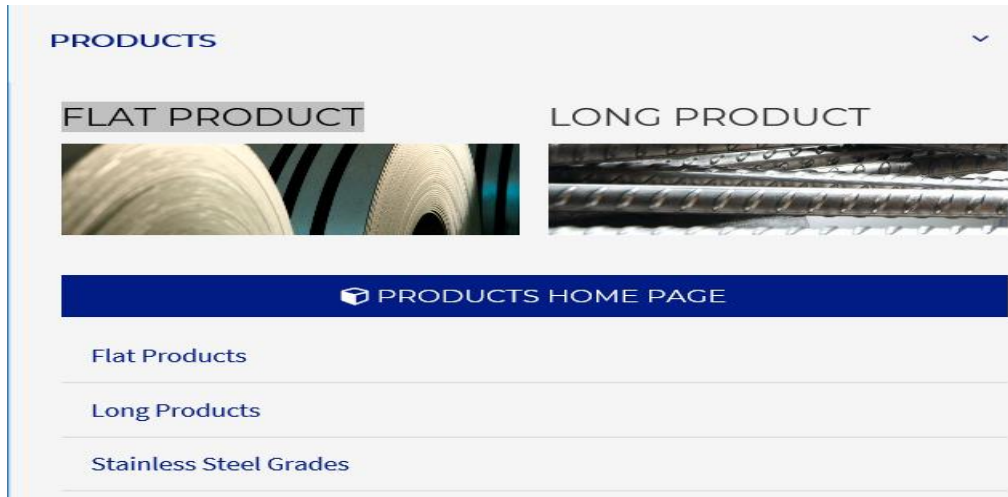 PRODUCTS
FLAT PRODUCT
LONG PRODUCT
PRODUCTS HOME PAGE
Flat Products
Long Products
Stainless Steel Grades